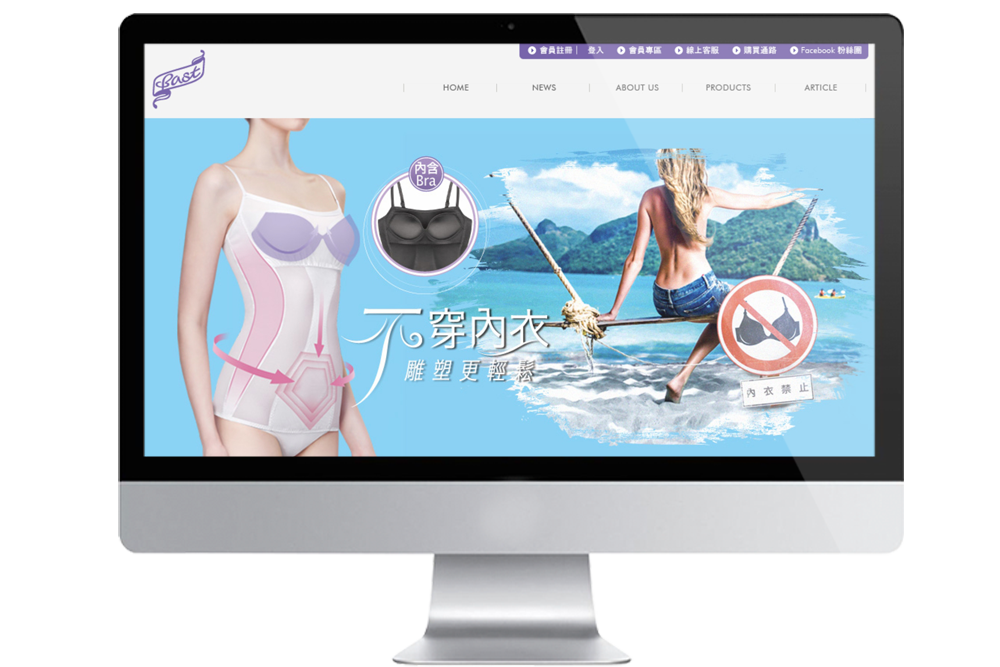 會員註冊｜ 登入 會員專區 線上客服 購買通路 Facebook 粉絲團
Bast
HOME NEWS ABOUT US PRODUCTS ARTICLE
內含
Bra
不穿內衣
雕塑更輕鬆
內衣禁止